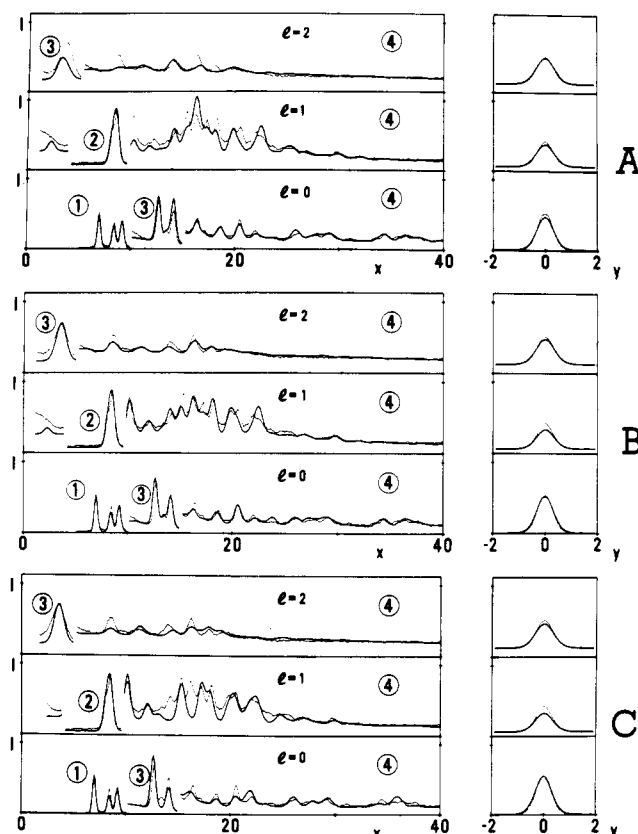 1 ③ ℓ=2 ④
1 ② ℓ=1 ④
1 ① ③ ℓ=0 ④
A
0 20 x 40 -2 0 y 2
1 ③ ℓ=2 ④
1 ② ℓ=1 ④
1 ① ③ ℓ=0 ④
B
0 20 x 40 -2 0 y 2
1 ③ ℓ=2 ④
1 ② ℓ=1 ④
1 ① ③ ℓ=0 ④
C
0 20 x 40 -2 0 y 2